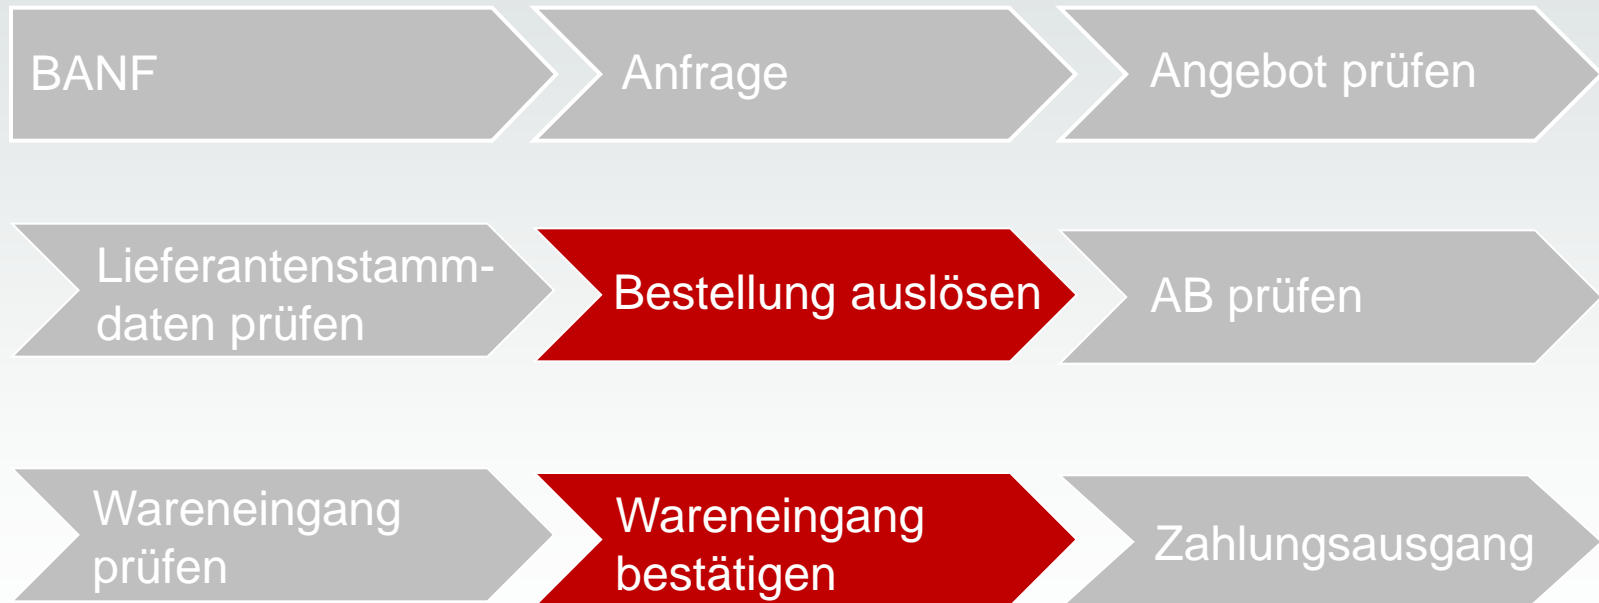 BANF
Anfrage
Angebot prüfen
Lieferantenstamm-
daten prüfen
Bestellung auslösen
AB prüfen
Wareneingang
prüfen
Wareneingang
bestätigen
Zahlungsausgang